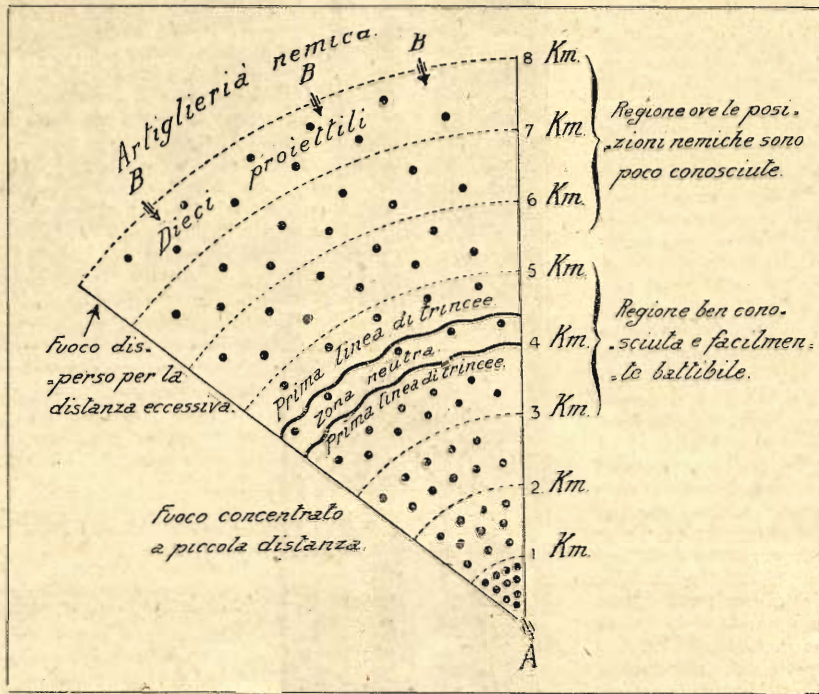 Artiglieria nemica.
B
B
B
Dieci proiettili
8 Km.
7 Km.
6 Km.
5 Km.
4 Km.
3 Km.
2 Km.
1 Km.
Regione ove le posi=
=zioni nemiche sono
poco conosciute.
Regione ben cono=
=sciuta e facilmen=
=te battibile.
Prima linea di trincee.
Zona neutra.
Prima linea di trincee.
Fuoco dis=
=perso per la
distanza eccessiva.
Fuoco concentrato
a piccola distanza.
A